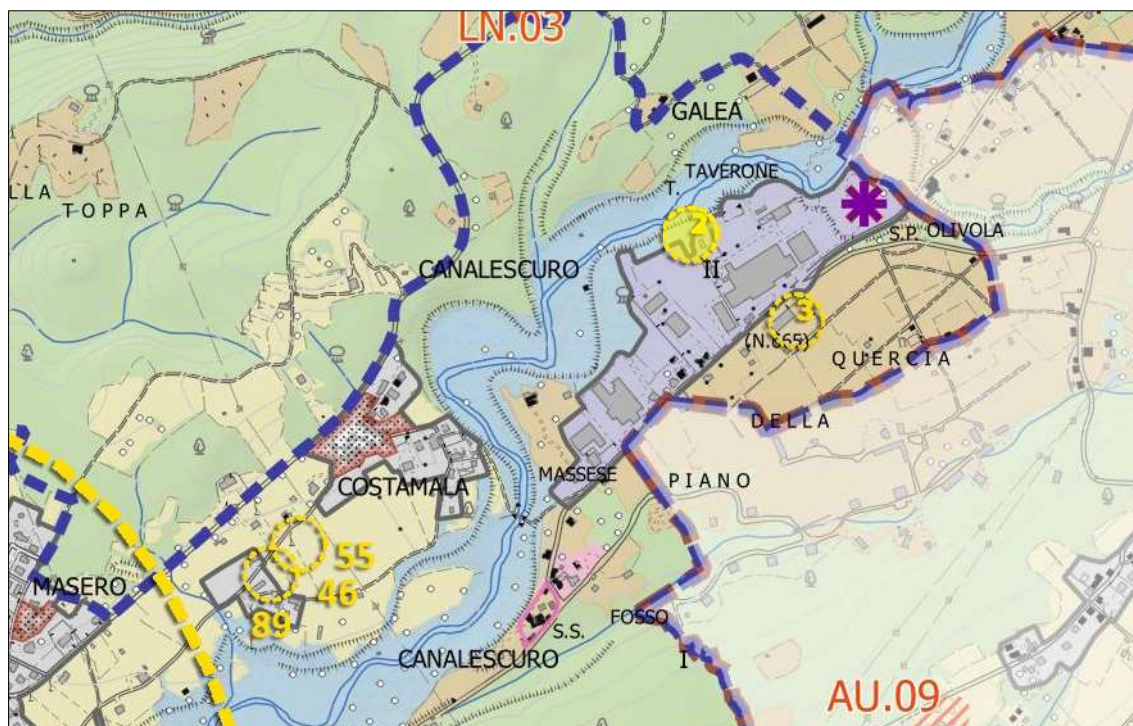 LN.03
GALEA
LLA
TOPPA
T. TAVERONE
2
S.P. OLIVOLA
CANALESCURO
II
3
(N.665)
QUERCIA
DELLA
PIANO
MASSESE
COSTAMALA
55
46
89
MASERO
FOSSO
S.S.
CANALESCURO
I
AU.09